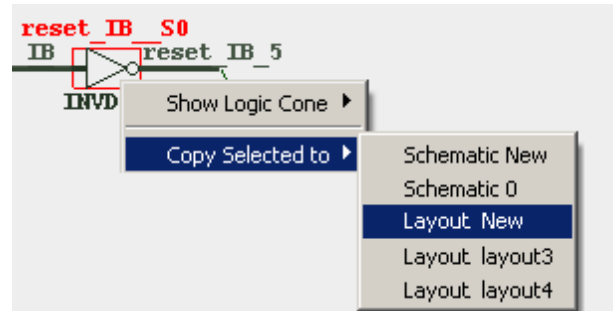 reset_IB__S0
IB reset_IB_5
INVD
Show Logic Cone
Copy Selected to
Schematic New
Schematic 0
Layout New
Layout layout3
Layout layout4